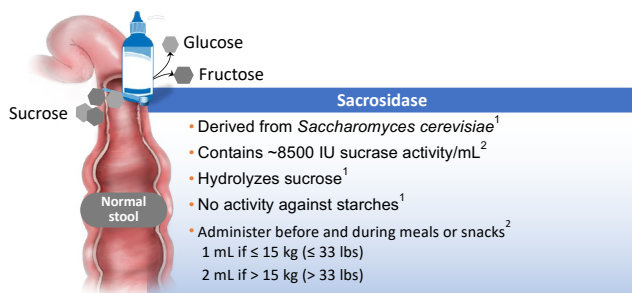 Glucose
Fructose
Sucrose
Sacrosidase
• Derived from Saccharomyces cerevisiae1
• Contains ~8500 IU sucrase activity/mL2
• Hydrolyzes sucrose1
• No activity against starches1
• Administer before and during meals or snacks2
1 mL if ≤ 15 kg (≤ 33 lbs)
2 mL if > 15 kg (> 33 lbs)
Normal
stool